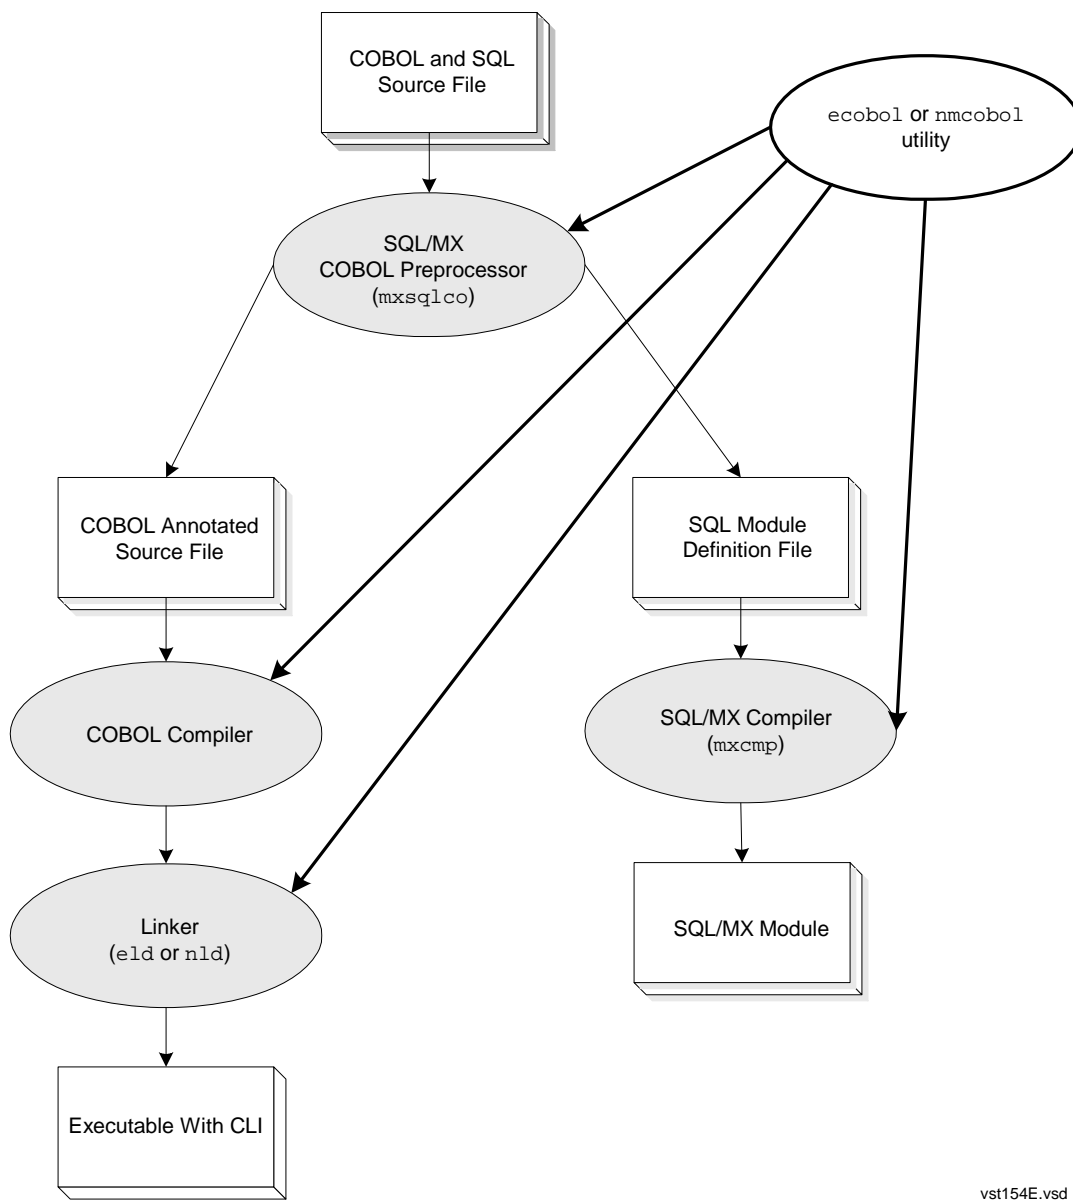 COBOL and SQL
Source File
ecobol or nmcobol
utility
SQL/MX
COBOL Preprocessor
(mxsqlco)
COBOL Annotated
Source File
SQL Module
Definition File
COBOL Compiler
SQL/MX Compiler
(mxcmp)
Linker
(eld or nld)
SQL/MX Module
Executable With CLI
vst154E.vsd